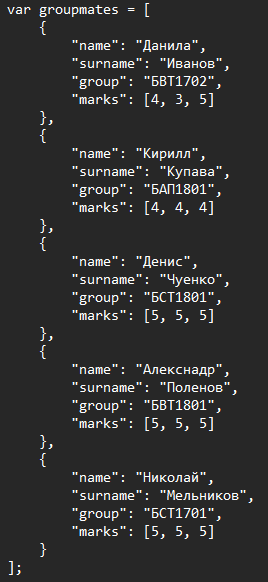 var groupmates = [
    {
        "name": "Данила",
        "surname": "Иванов",
        "group": "БВТ1702",
        "marks": [4, 3, 5]
    },
    {
        "name": "Кирилл",
        "surname": "Купава",
        "group": "БАП1801",
        "marks": [4, 4, 4]
    },
    {
        "name": "Денис",
        "surname": "Чуенко",
        "group": "БСТ1801",
        "marks": [5, 5, 5]
    },
    {
        "name": "Алекснадр",
        "surname": "Поленов",
        "group": "БВТ1801",
        "marks": [5, 5, 5]
    },
    {
        "name": "Николай",
        "surname": "Мельников",
        "group": "БСТ1701",
        "marks": [5, 5, 5]
    }
];